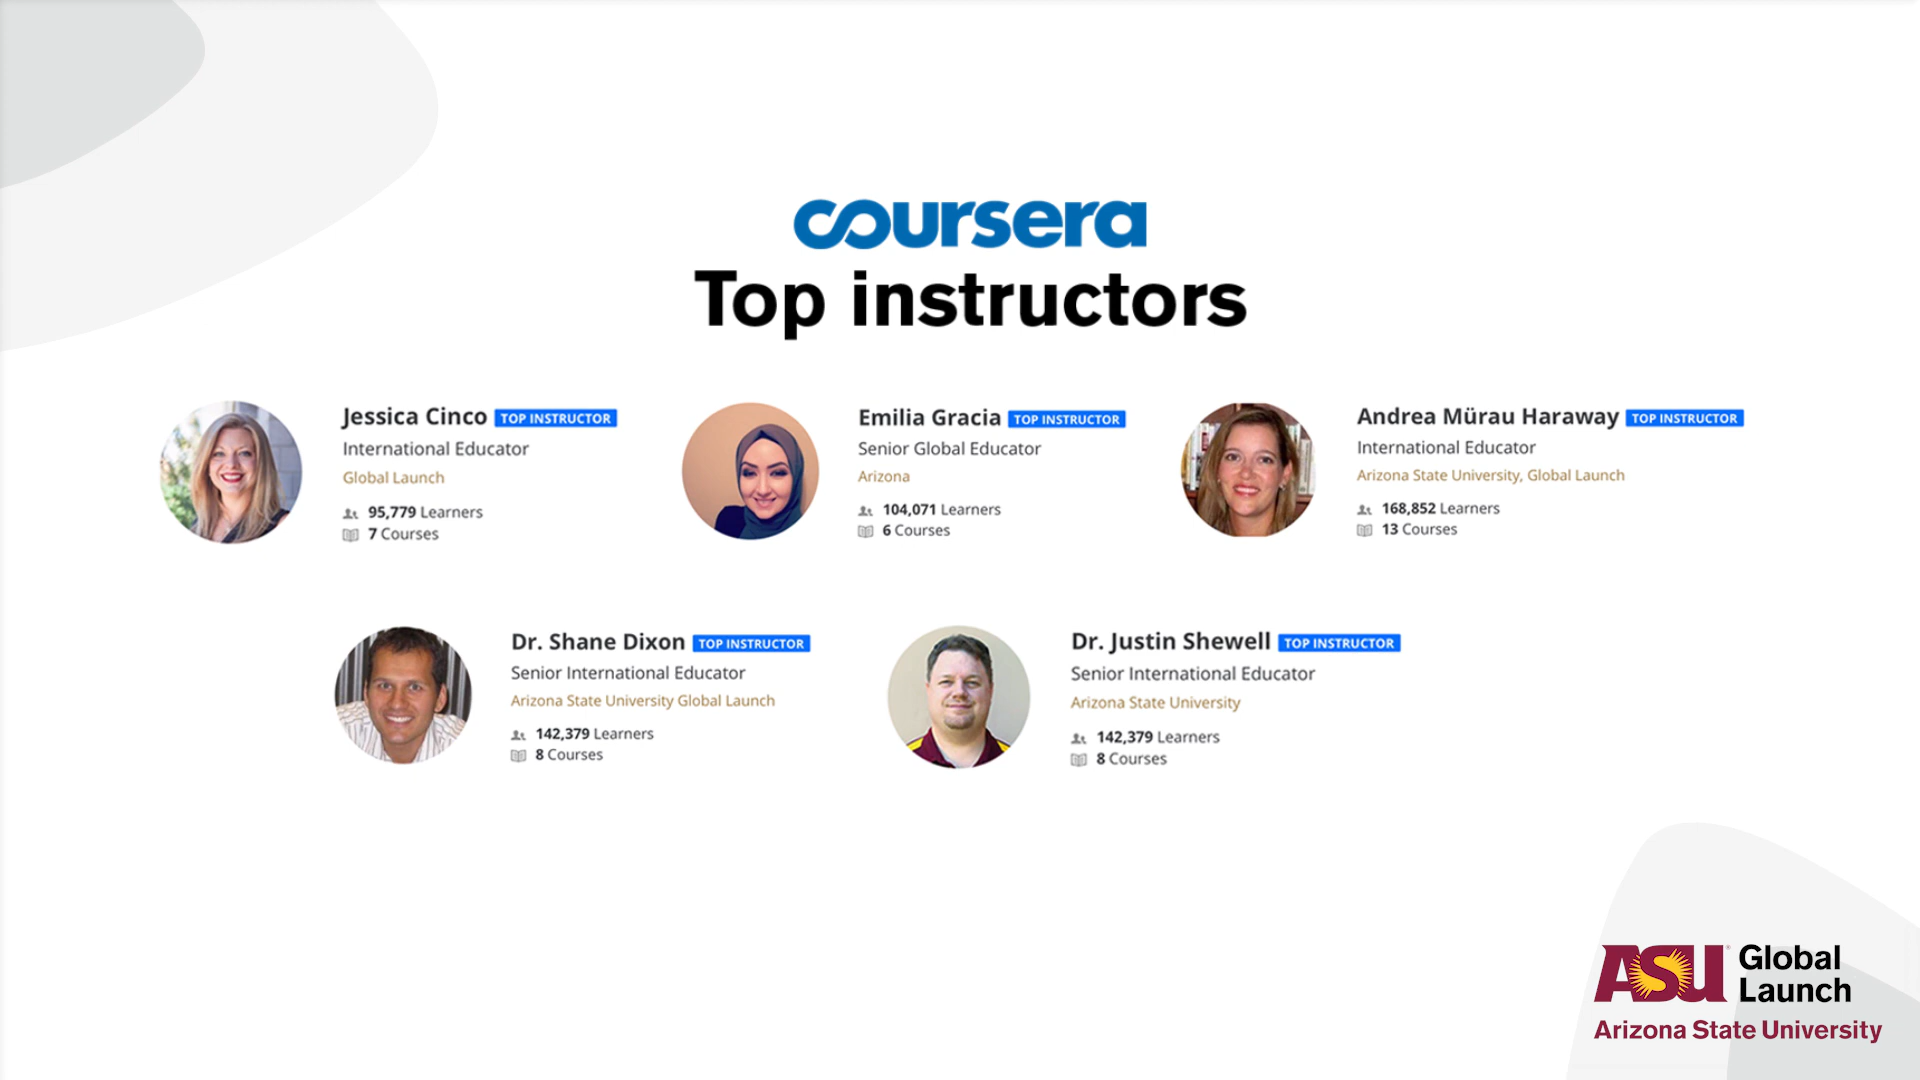 coursera
Top instructors
Jessica Cinco TOP INSTRUCTOR
International Educator
Global Launch
95,779 Learners
7 Courses
Emilia Gracia TOP INSTRUCTOR
Senior Global Educator
Arizona
104,071 Learners
6 Courses
Andrea Mürau Haraway TOP INSTRUCTOR
International Educator
Arizona State University, Global Launch
168,852 Learners
13 Courses
Dr. Shane Dixon TOP INSTRUCTOR
Senior International Educator
Arizona State University Global Launch
142,379 Learners
8 Courses
Dr. Justin Shewell TOP INSTRUCTOR
Senior International Educator
Arizona State University
142,379 Learners
8 Courses
ASU Global
Launch
Arizona State University